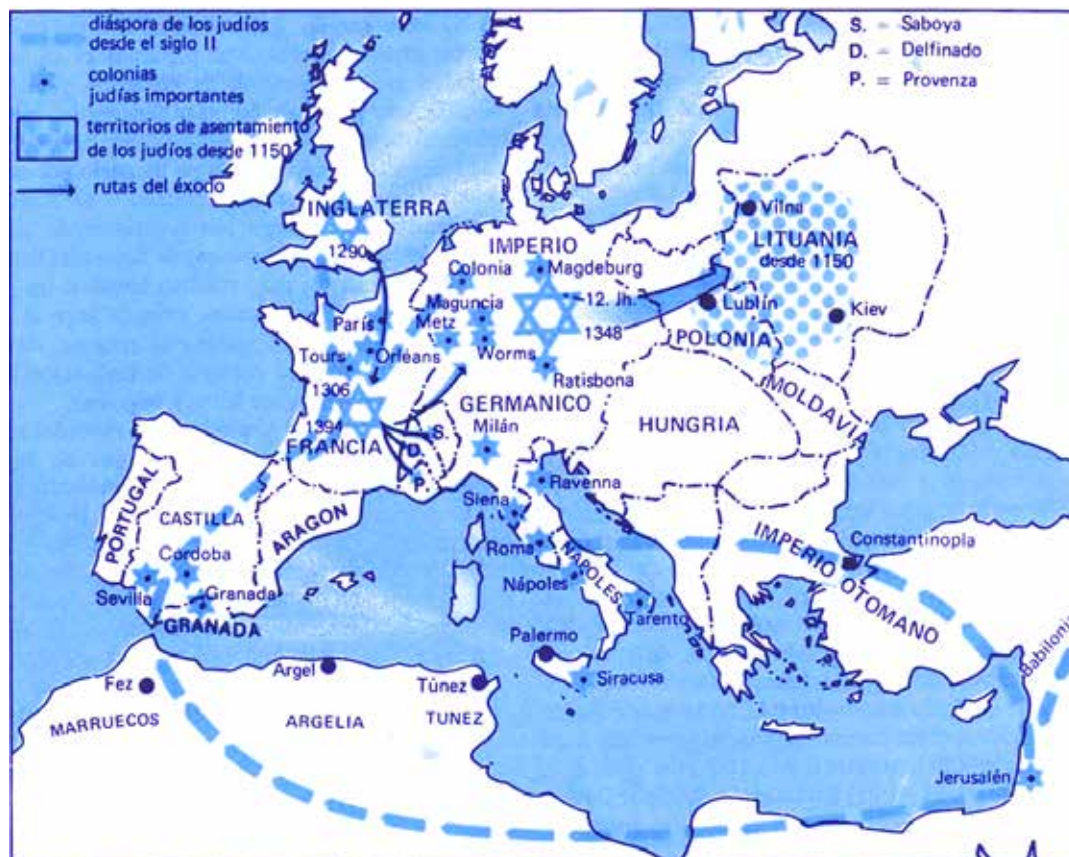 diáspora de los judíos
desde el siglo II
colonias
judías importantes
territorios de asentamiento
de los judíos desde 1150
rutas del éxodo
S. = Saboya
D. = Delfinado
P. = Provenza
INGLATERRA
1290
IMPERIO
Colonia
Magdeburg
Vilna
LITUANIA
desde 1150
12. Jh.
Maguncia
París
Metz
Lublín
Kiev
1348
POLONIA
Tours
Orléans
Worms
Ratisbona
1306
MOLDAVIA
1394
GERMANICO
HUNGRIA
FRANCIA
S.
D.
P.
Milán
Ravenna
Siena
PORTUGAL
CASTILLA
ARAGON
Roma
NAPOLES
IMPERIO OTOMANO
Constantinopla
Cordoba
Nápoles
Sevilla
Granada
Tarento
GRANADA
Palermo
Babilonia
Argel
Siracusa
Fez
Túnez
MARRUECOS
ARGELIA
TUNEZ
Jerusalén